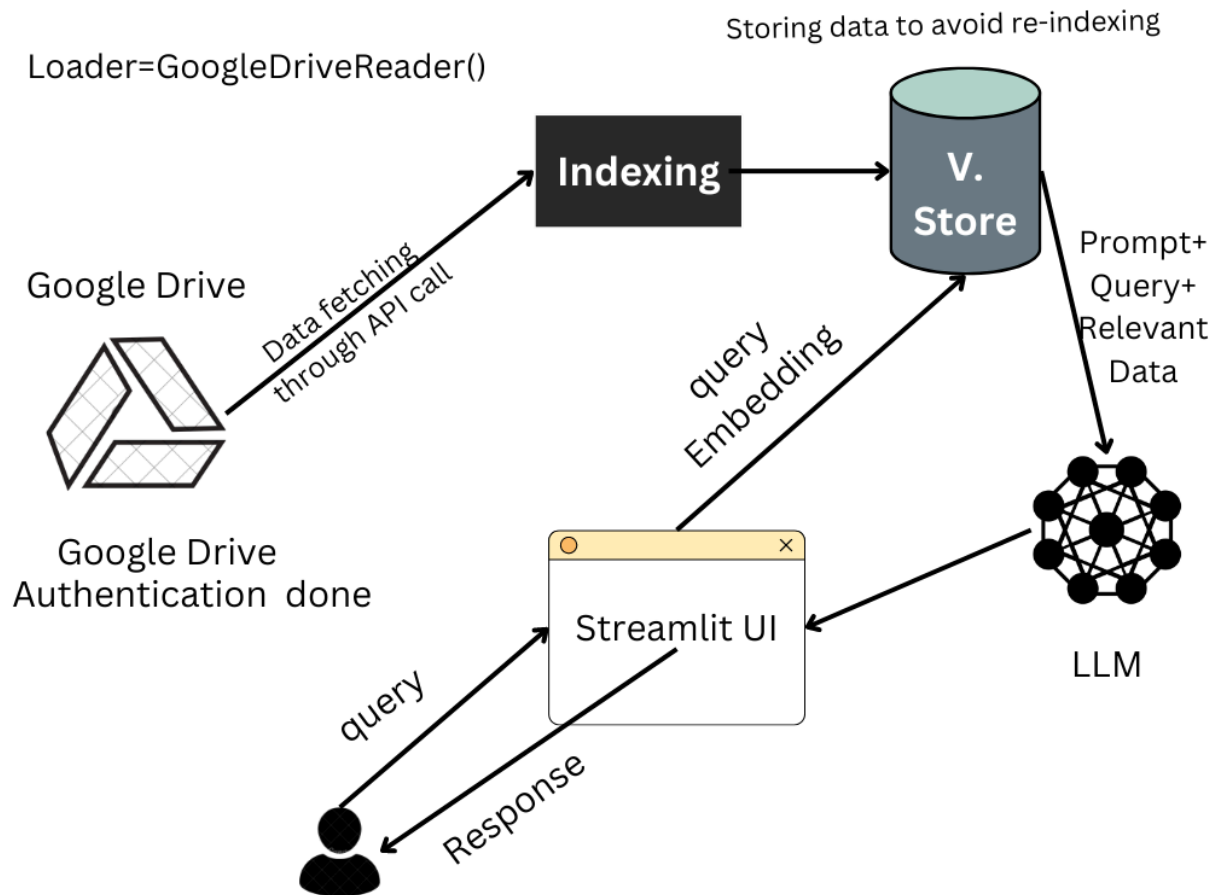 Storing data to avoid re-indexing
Loader=GoogleDriveReader()
Indexing
V.
Store
Prompt+
Query+
Relevant
Data
Google Drive
Data fetching
through API call
query
Embedding
Google Drive
Authentication done
Streamlit UI
LLM
query
Response